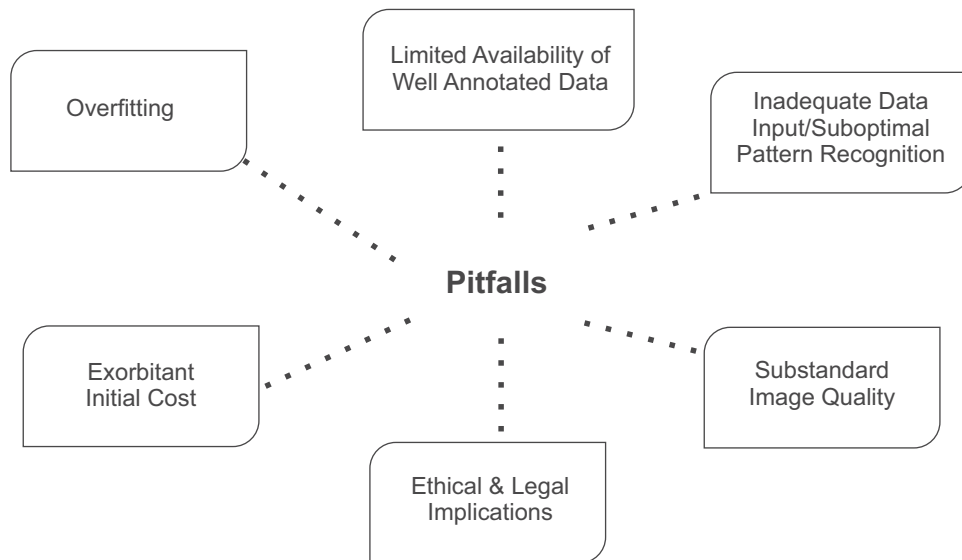 Limited Availability of
Well Annotated Data
Overfitting
Inadequate Data
Input/Suboptimal
Pattern Recognition
Pitfalls
Exorbitant
Initial Cost
Substandard
Image Quality
Ethical & Legal
Implications